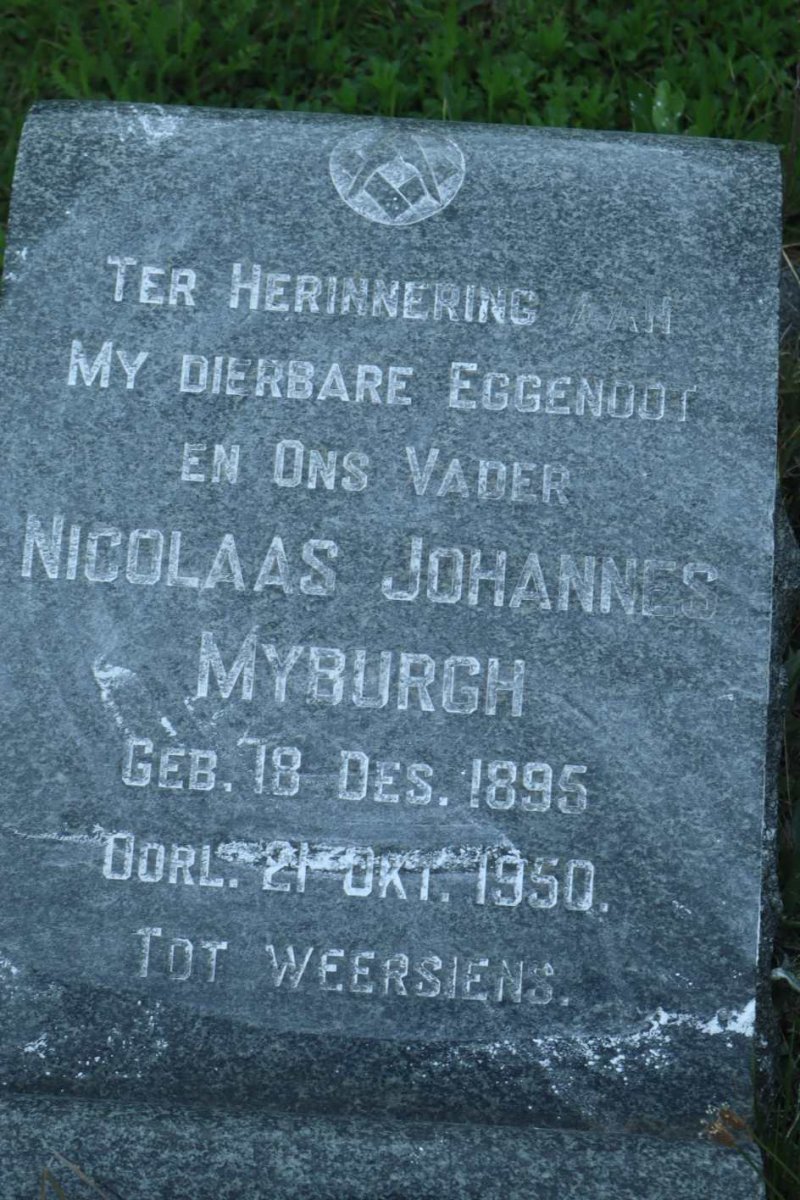 TER HERINNERING AAN
MY DIERBARE EGGENOOT
EN ONS VADER
NICOLAAS JOHANNES
MYBURGH
GEB. 18 DES. 1895
OORL. 21 OKT. 1950.
TOT WEERSIENS.